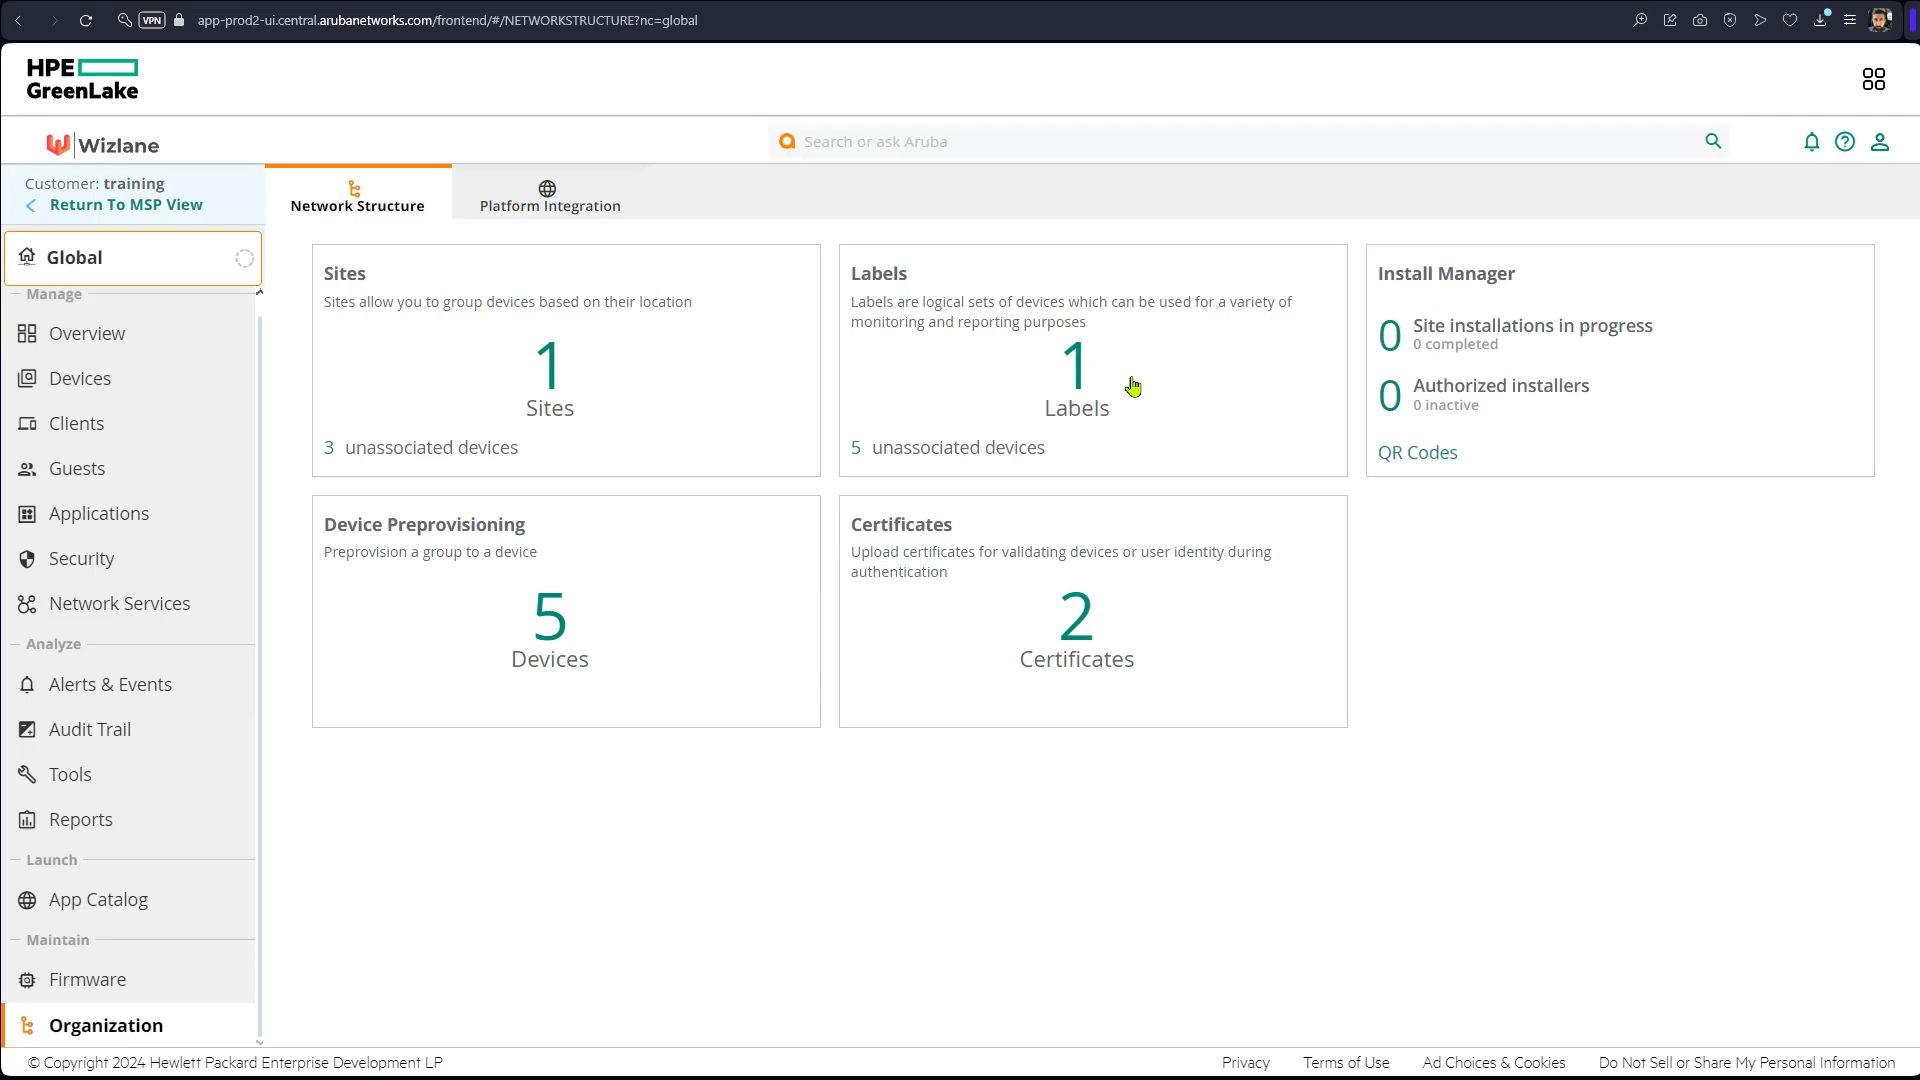 VPN
app-prod2-ui.central.arubanetworks.com/frontend/#/NETWORKSTRUCTURE?nc=global
HPE
GreenLake
Wizlane
Search or ask Aruba
Customer: training
Return To MSP View
Network Structure
Platform Integration
Global
Manage
Overview
Devices
Clients
Guests
Applications
Security
Network Services
Analyze
Alerts & Events
Audit Trail
Tools
Reports
Launch
App Catalog
Maintain
Firmware
Organization
Sites
Sites allow you to group devices based on their location
1
Sites
3 unassociated devices
Labels
Labels are logical sets of devices which can be used for a variety of
monitoring and reporting purposes
1
Labels
5 unassociated devices
Install Manager
0 Site installations in progress
0 completed
0 Authorized installers
0 inactive
QR Codes
Device Preprovisioning
Preprovision a group to a device
5
Devices
Certificates
Upload certificates for validating devices or user identity during
authentication
2
Certificates
© Copyright 2024 Hewlett Packard Enterprise Development LP
Privacy
Terms of Use
Ad Choices & Cookies
Do Not Sell or Share My Personal Information